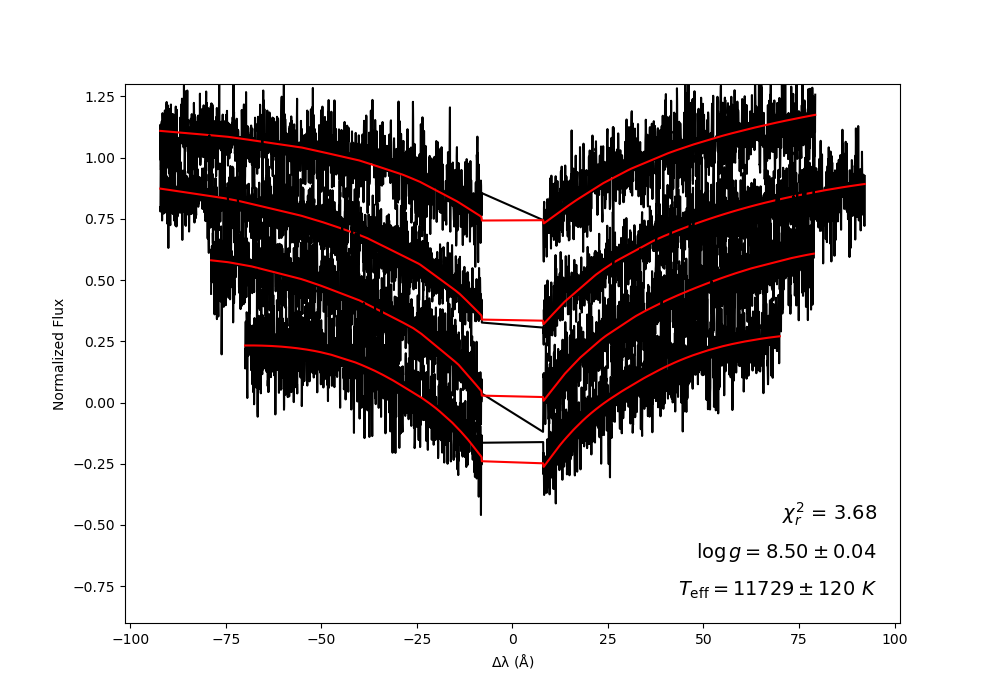 1.25
1.00
0.75
0.50
0.25
0.00
−0.25
−0.50
−0.75
Normalized Flux
χ²ᵣ = 3.68
log g = 8.50 ± 0.04
T_eff = 11729 ± 120 K
−100 −75 −50 −25 0 25 50 75 100
Δλ (Å)